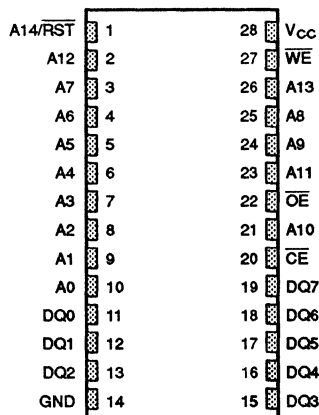 A14/RST 1 28 VCC
A12 2 27 WE
A7 3 26 A13
A6 4 25 A8
A5 5 24 A9
A4 6 23 A11
A3 7 22 OE
A2 8 21 A10
A1 9 20 CE
A0 10 19 DQ7
DQ0 11 18 DQ6
DQ1 12 17 DQ5
DQ2 13 16 DQ4
GND 14 15 DQ3